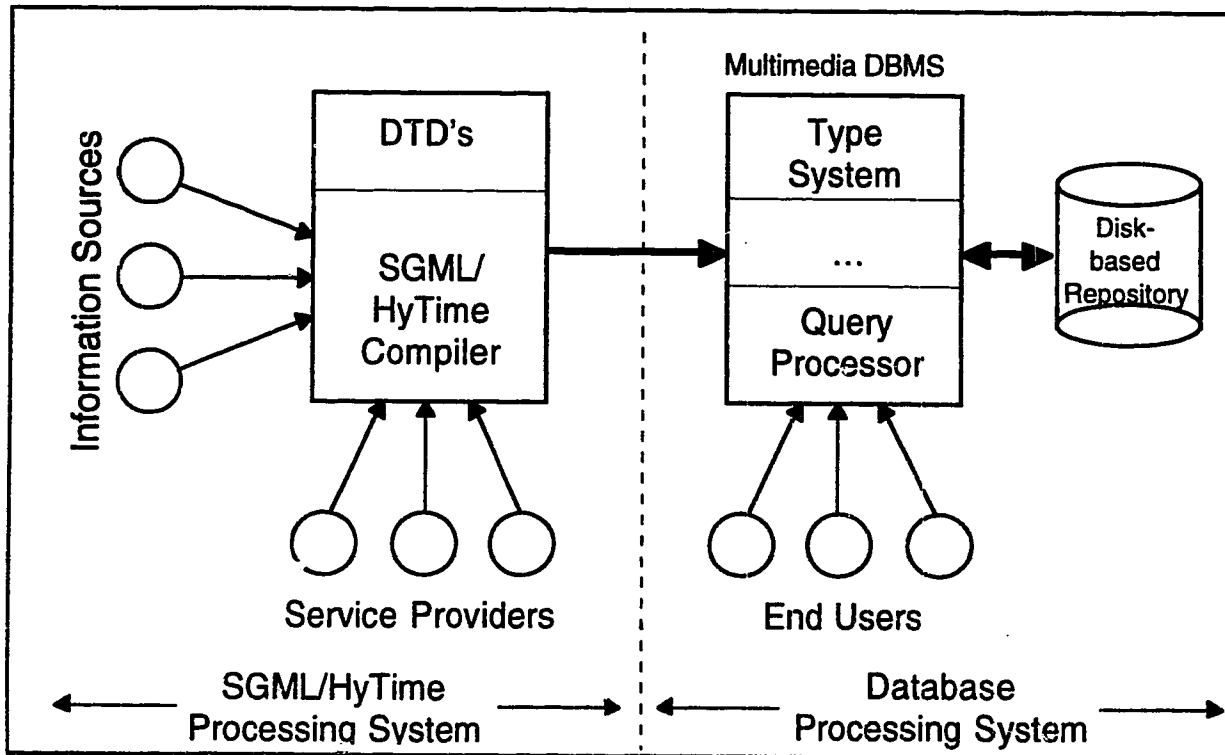 Information Sources
DTD's
SGML/
HyTime
Compiler
Service Providers
SGML/HyTime
Processing System
Multimedia DBMS
Type
System
...
Query
Processor
Disk-
based
Repository
End Users
Database
Processing System